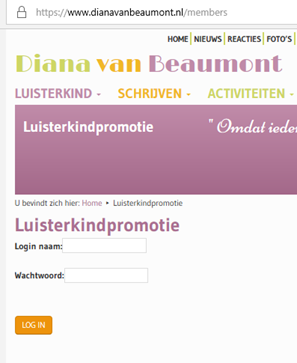 https://www.dianavanbeaumont.nl/members
HOME NIEUWS REACTIES FOTO'S
Diana van Beaumont
LUISTERKIND SCHRIJVEN ACTIVITEITEN
Luisterkindpromotie " Omdat ieder
U bevindt zich hier: Home • Luisterkindpromotie
Luisterkindpromotie
Login naam:
Wachtwoord:
LOG IN